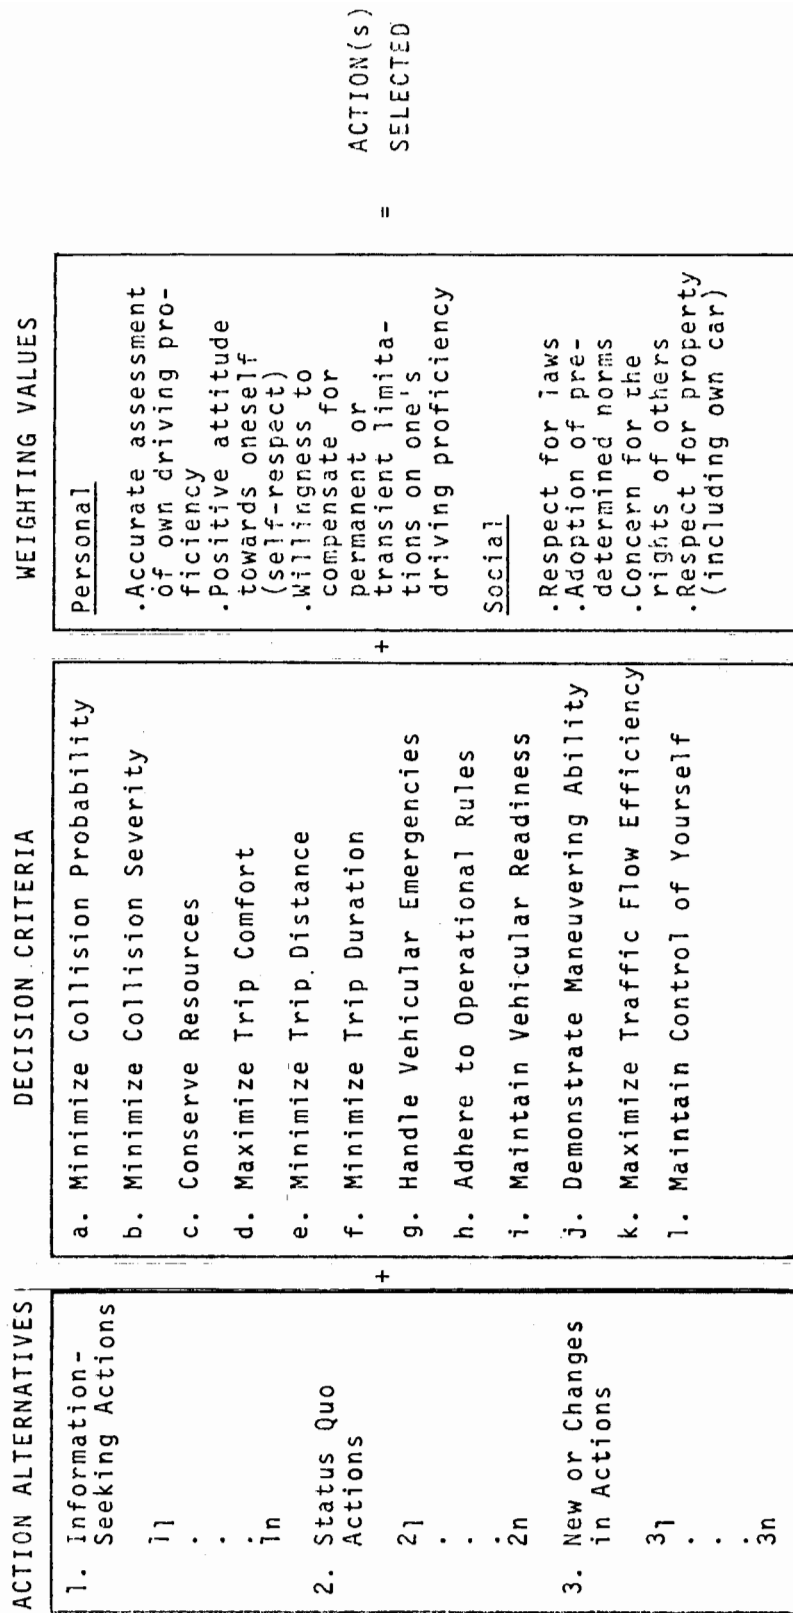 ACTION ALTERNATIVES
1. Information-
Seeking Actions
11
.
.
1n
2. Status Quo
Actions
21
.
.
2n
3. New or Changes
in Actions
31
.
.
3n
+
DECISION CRITERIA
a. Minimize Collision Probability
b. Minimize Collision Severity
c. Conserve Resources
d. Maximize Trip Comfort
e. Minimize Trip Distance
f. Minimize Trip Duration
g. Handle Vehicular Emergencies
h. Adhere to Operational Rules
i. Maintain Vehicular Readiness
j. Demonstrate Maneuvering Ability
k. Maximize Traffic Flow Efficiency
l. Maintain Control of Yourself
+
WEIGHTING VALUES
Personal
.Accurate assessment
of own driving pro-
ficiency
.Positive attitude
towards oneself
(self-respect)
.Willingness to
compensate for
permanent or
transient limita-
tions on one's
driving proficiency
Social
.Respect for laws
.Adoption of pre-
determined norms
.Concern for the
rights of others
.Respect for property
(including own car)
=
ACTION(s)
SELECTED